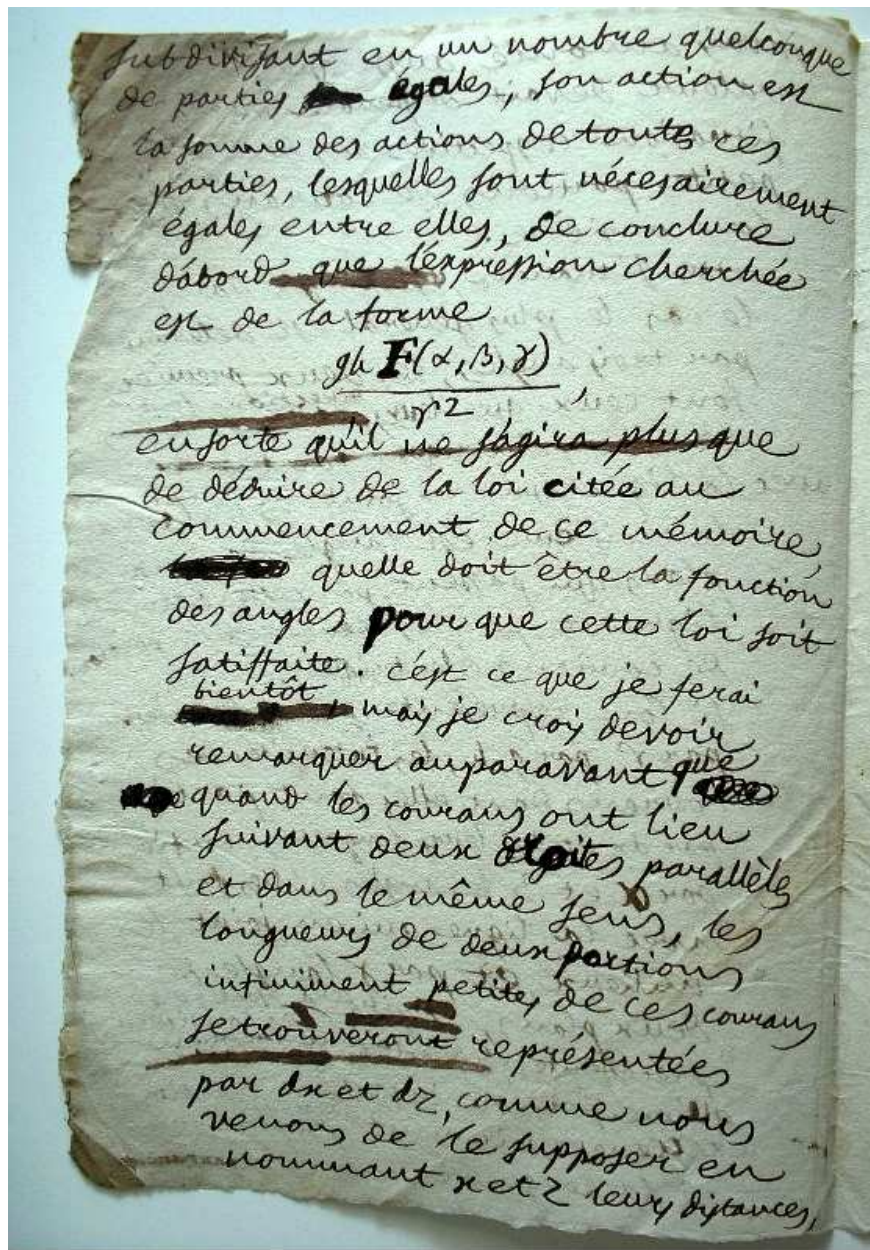 subdivisant en un nombre quelconque
de parties égales, son action est
la somme des actions de toutes ces
parties, lesquelles sont nécesairement
égales entre elles, de conclure
d'abord que l'expression cherchée
est de la forme
gh F(α, β, γ)
r2 ,
ensorte qu'il ne s'agira plus que
de déduire de la loi citée au
commencement de ce mémoire,
quelle doit être la fonction
des angles pour que cette loi soit
satisfaite. c'est ce que je ferai
bientôt
, mais je crois devoir
remarquer auparavant que
quand les courans ont lieu
suivant deux droites parallèles
et dans le même sens, les
longueurs de deux portions
infiniment petites de ces courans
se trouveront représentées
par dx et dz, comme nous
venons de le supposer en
nommant x et z leurs distances,